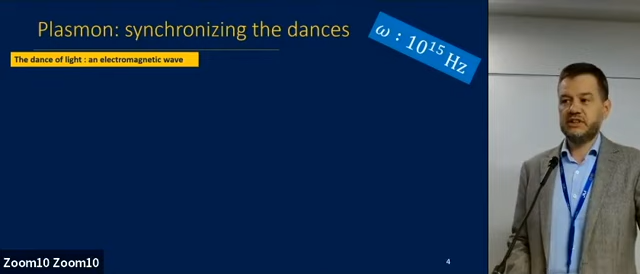 Plasmon: synchronizing the dances
ω : 10¹⁵ Hz
The dance of light : an electromagnetic wave
4
Zoom10 Zoom10